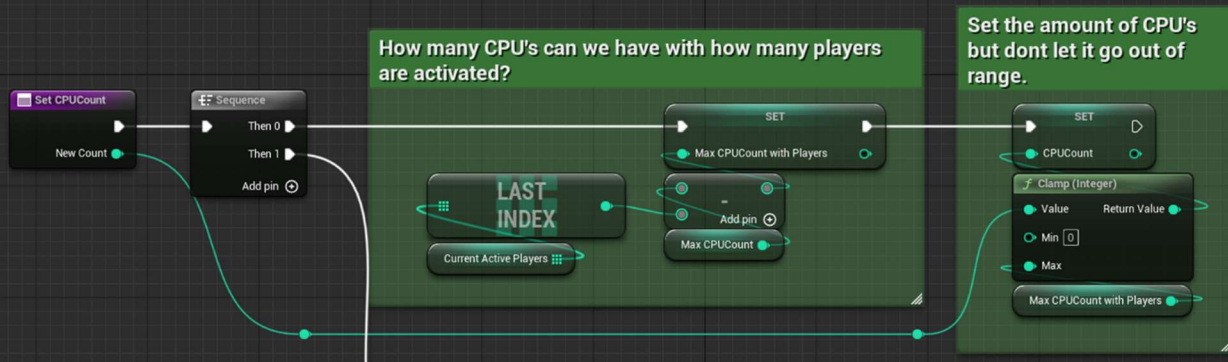 How many CPU's can we have with how many players
are activated?
Set the amount of CPU's
but dont let it go out of
range.
Set CPUCount
New Count
Sequence
Then 0
Then 1
Add pin
LAST
INDEX
Current Active Players
SET
Max CPUCount with Players
-
Add pin
Max CPUCount
SET
CPUCount
f Clamp (Integer)
Value Return Value
Min 0
Max
Max CPUCount with Players